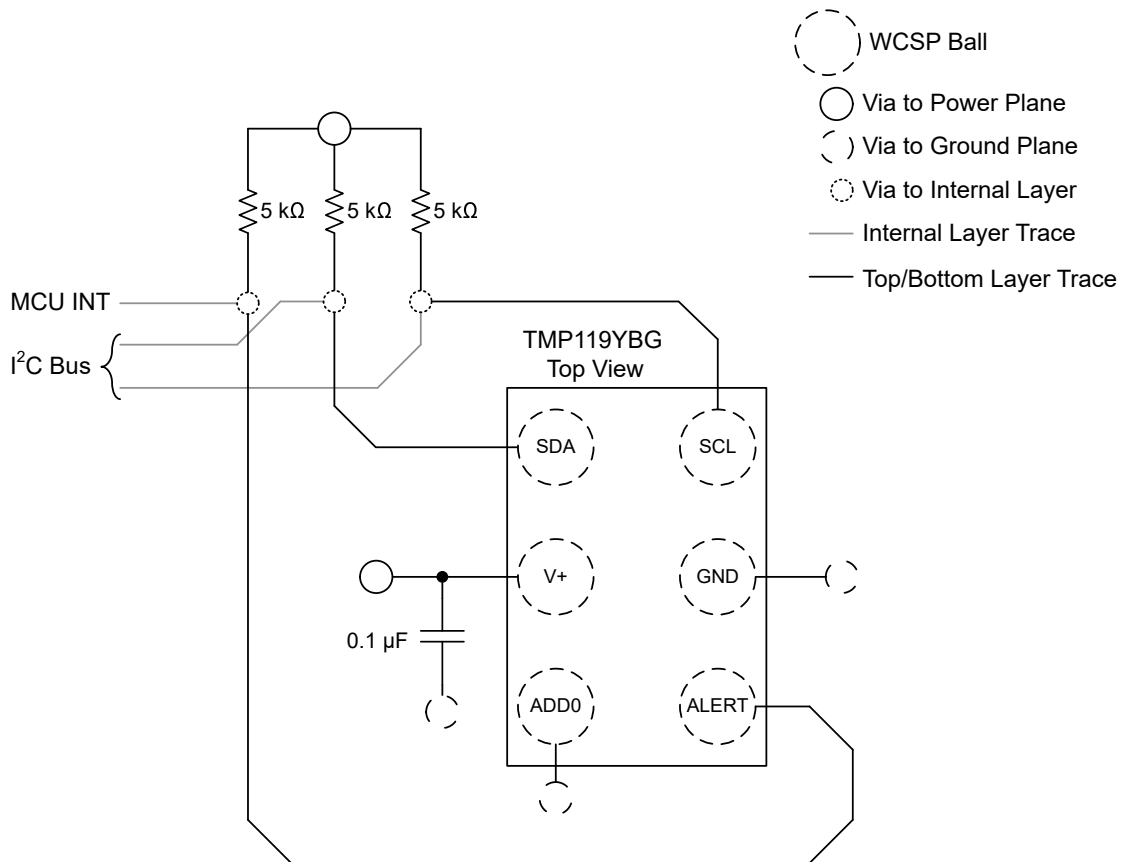 WCSP Ball
Via to Power Plane
Via to Ground Plane
Via to Internal Layer
Internal Layer Trace
Top/Bottom Layer Trace
5 kΩ 5 kΩ 5 kΩ
MCU INT
I²C Bus
TMP119YBG
Top View
SDA SCL
V+ GND
0.1 µF
ADD0 ALERT